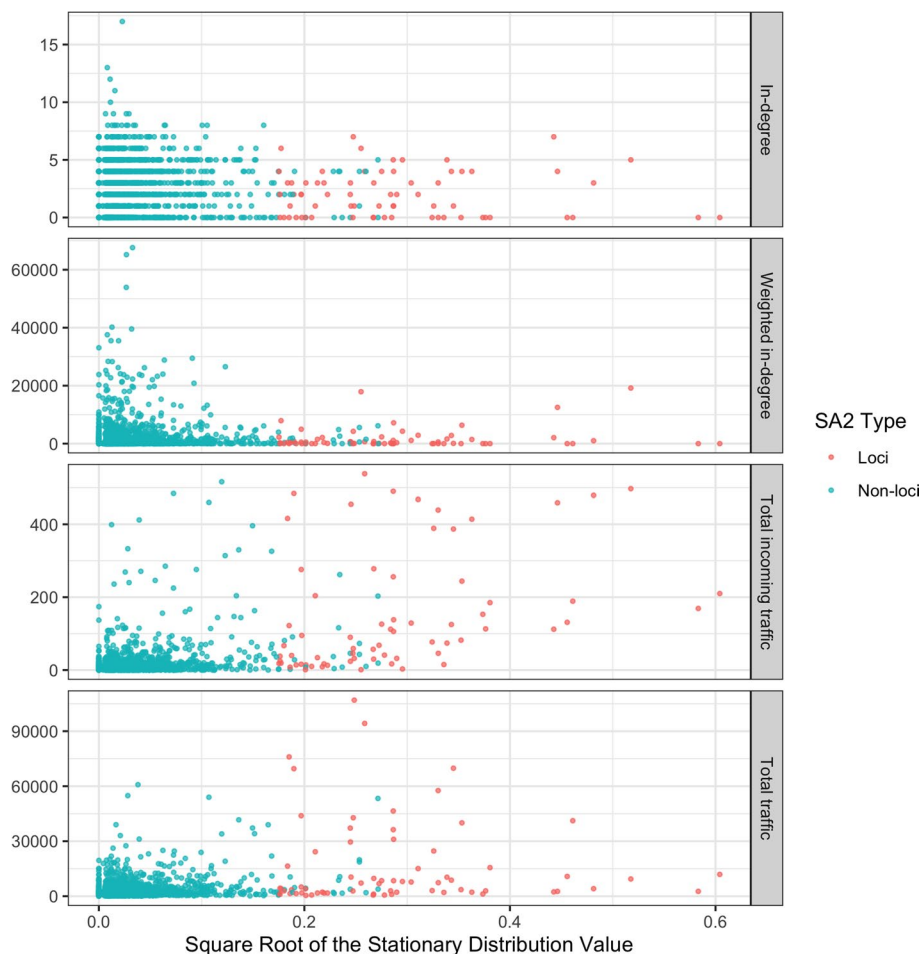 15
10
5
0
In-degree
60000
40000
20000
0
Weighted in-degree
400
200
0
Total incoming traffic
90000
60000
30000
0
Total traffic
0.0
0.2
0.4
0.6
Square Root of the Stationary Distribution Value
SA2 Type
Loci
Non-loci